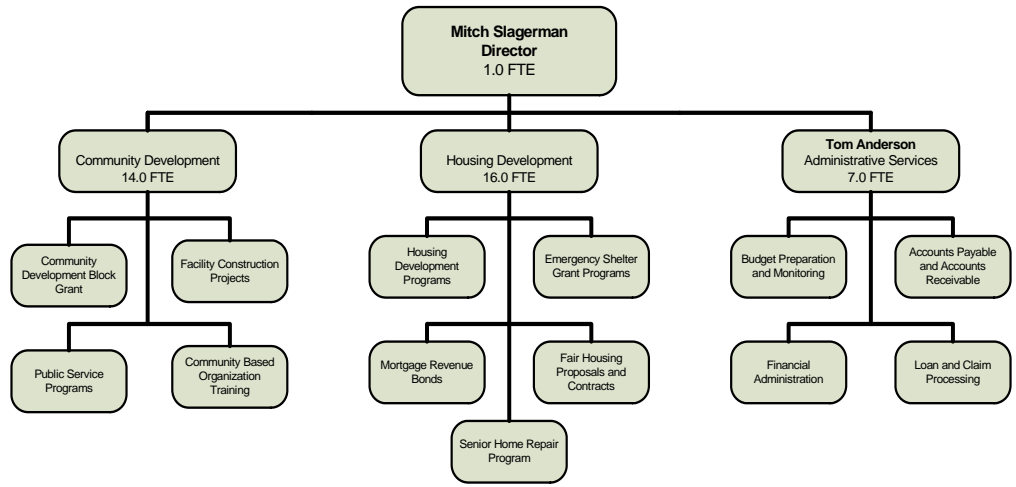 Mitch Slagerman
Director
1.0 FTE
Community Development
14.0 FTE
Housing Development
16.0 FTE
Tom Anderson
Administrative Services
7.0 FTE
Community
Development Block
Grant
Facility Construction
Projects
Housing
Development
Programs
Emergency Shelter
Grant Programs
Budget Preparation
and Monitoring
Accounts Payable
and Accounts
Receivable
Public Service
Programs
Community Based
Organization
Training
Mortgage Revenue
Bonds
Fair Housing
Proposals and
Contracts
Financial
Administration
Loan and Claim
Processing
Senior Home Repair
Program